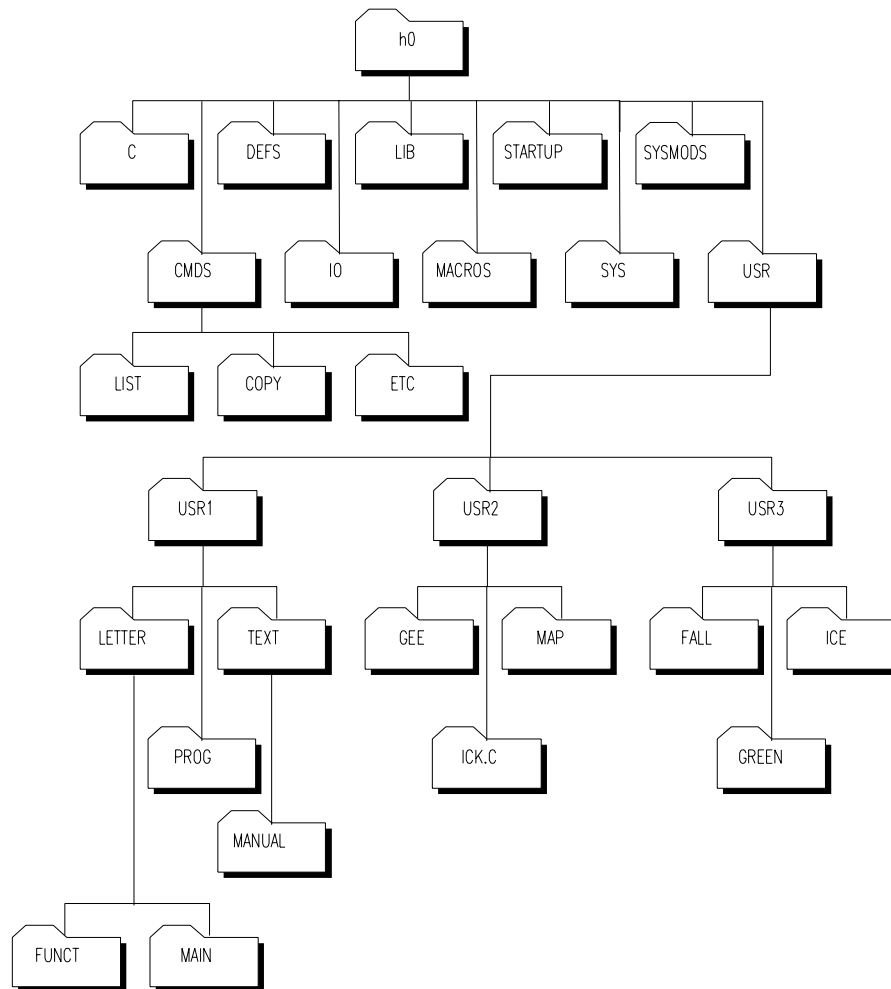 h0
C
DEFS
LIB
STARTUP
SYSMODS
CMDS
IO
MACROS
SYS
USR
LIST
COPY
ETC
USR1
USR2
USR3
LETTER
TEXT
GEE
MAP
FALL
ICE
PROG
ICK.C
GREEN
MANUAL
FUNCT
MAIN